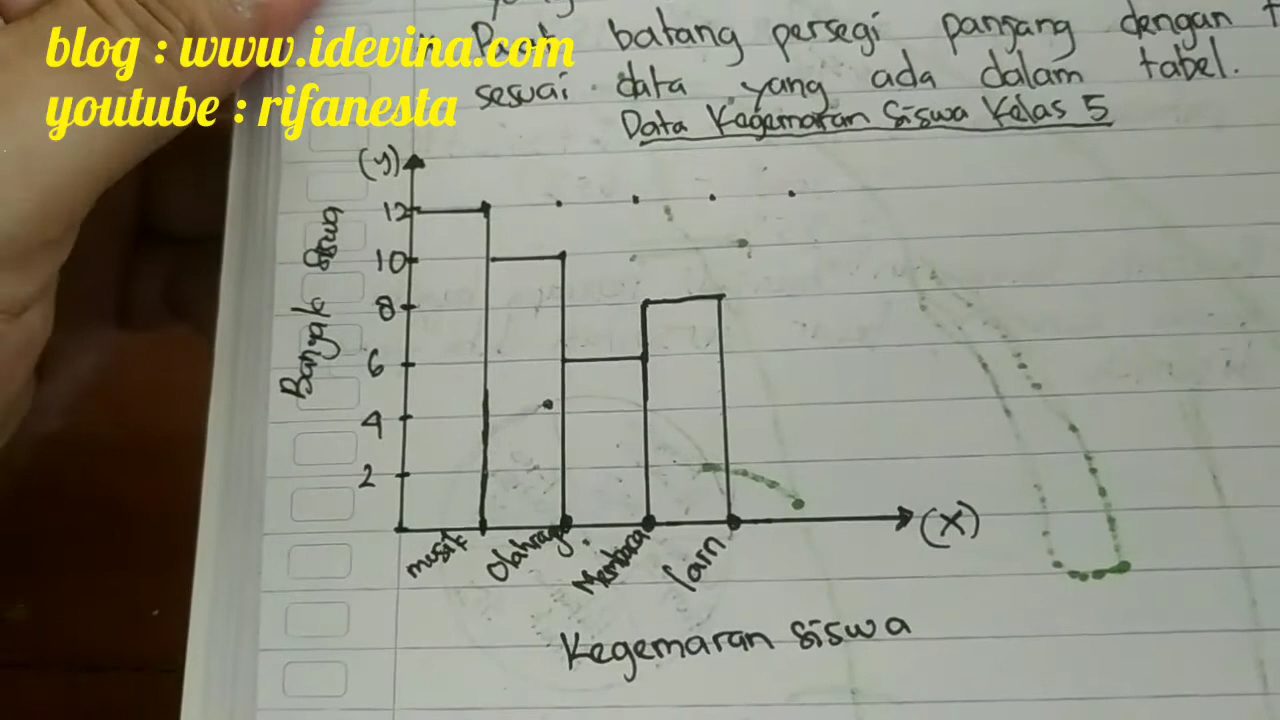 blog : www.idevina.com
youtube : rifanesta
batang persegi panjang dengan
sesuai data yang ada dalam tabel.
Data Kegemaran Siswa Kelas 5
(y)
12
10
8
6
4
2
Banyak Siswa
musik
Olahraga
Membaca
lain
(X)
Kegemaran siswa